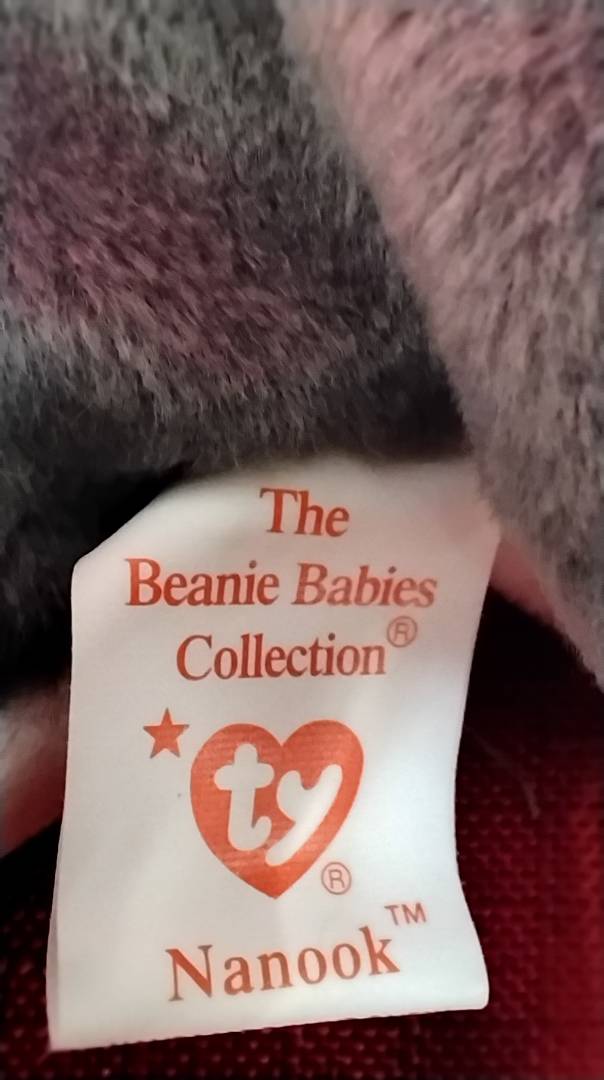 The
Beanie Babies
Collection®
ty®
Nanook™